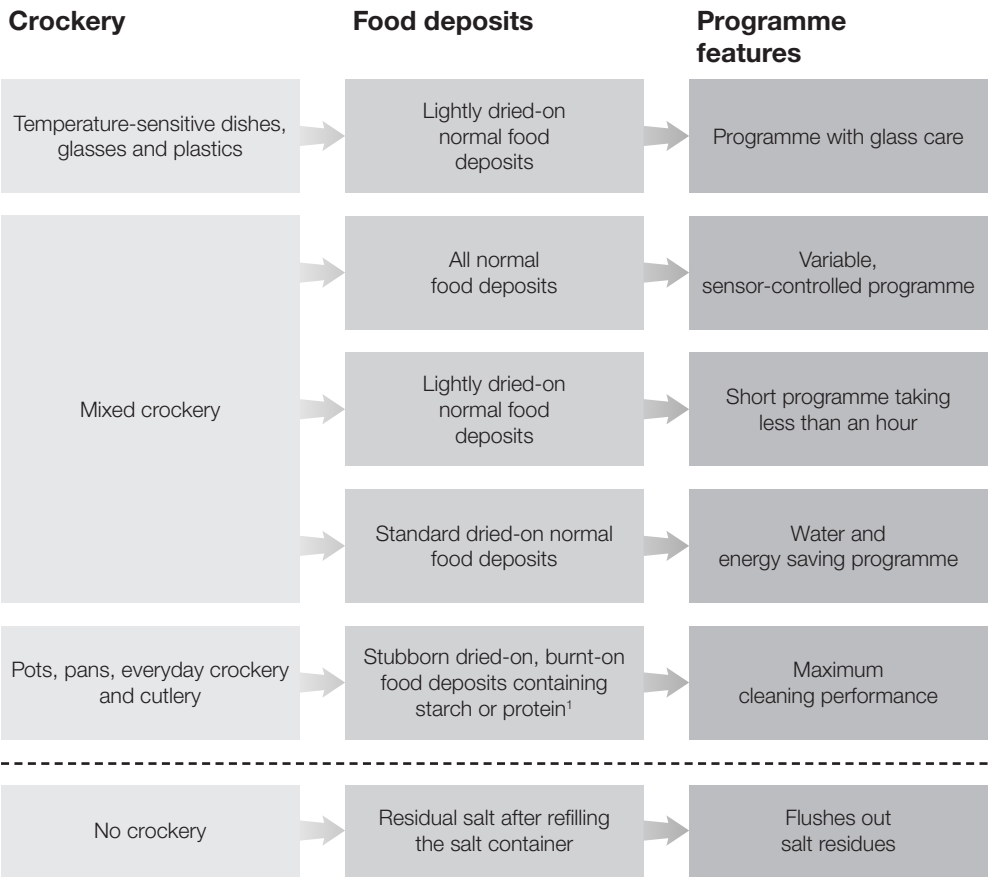 Crockery
Food deposits
Programme
features
Temperature-sensitive dishes,
glasses and plastics
Lightly dried-on
normal food
deposits
Programme with glass care
Mixed crockery
All normal
food deposits
Variable,
sensor-controlled programme
Lightly dried-on
normal food
deposits
Short programme taking
less than an hour
Standard dried-on normal
food deposits
Water and
energy saving programme
Pots, pans, everyday crockery
and cutlery
Stubborn dried-on, burnt-on
food deposits containing
starch or protein¹
Maximum
cleaning performance
No crockery
Residual salt after refilling
the salt container
Flushes out
salt residues